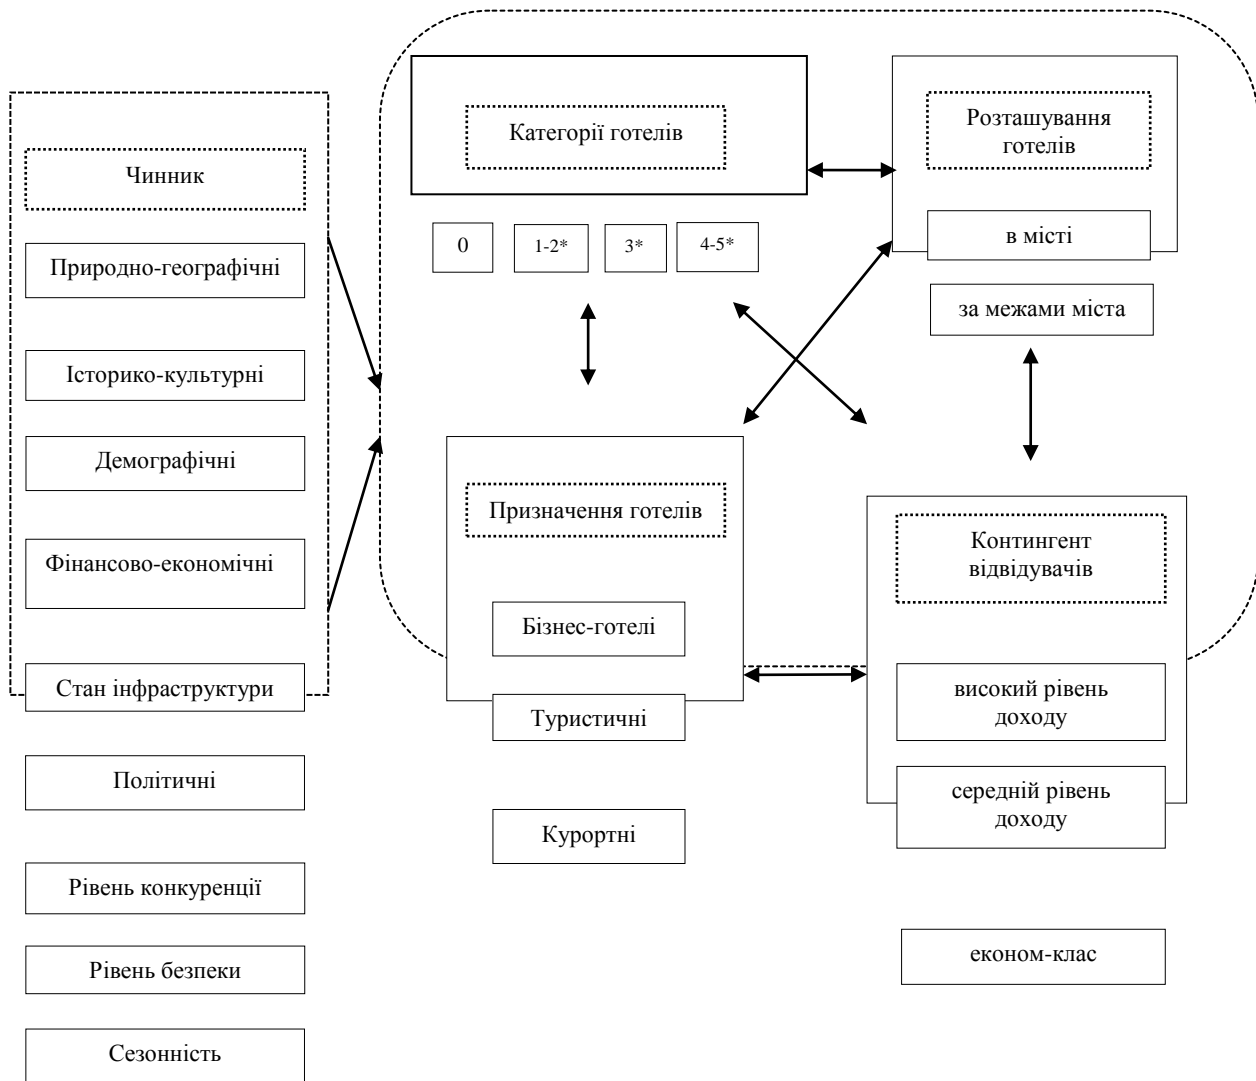 Чинник
Природно-географічні
Історико-культурні
Демографічні
Фінансово-економічні
Стан інфраструктури
Політичні
Рівень конкуренції
Рівень безпеки
Сезонність
Категорії готелів
0
1-2*
3*
4-5*
Розташування
готелів
в місті
за межами міста
Призначення готелів
Бізнес-готелі
Туристичні
Курортні
Контингент
відвідувачів
високий рівень
доходу
середній рівень
доходу
економ-клас